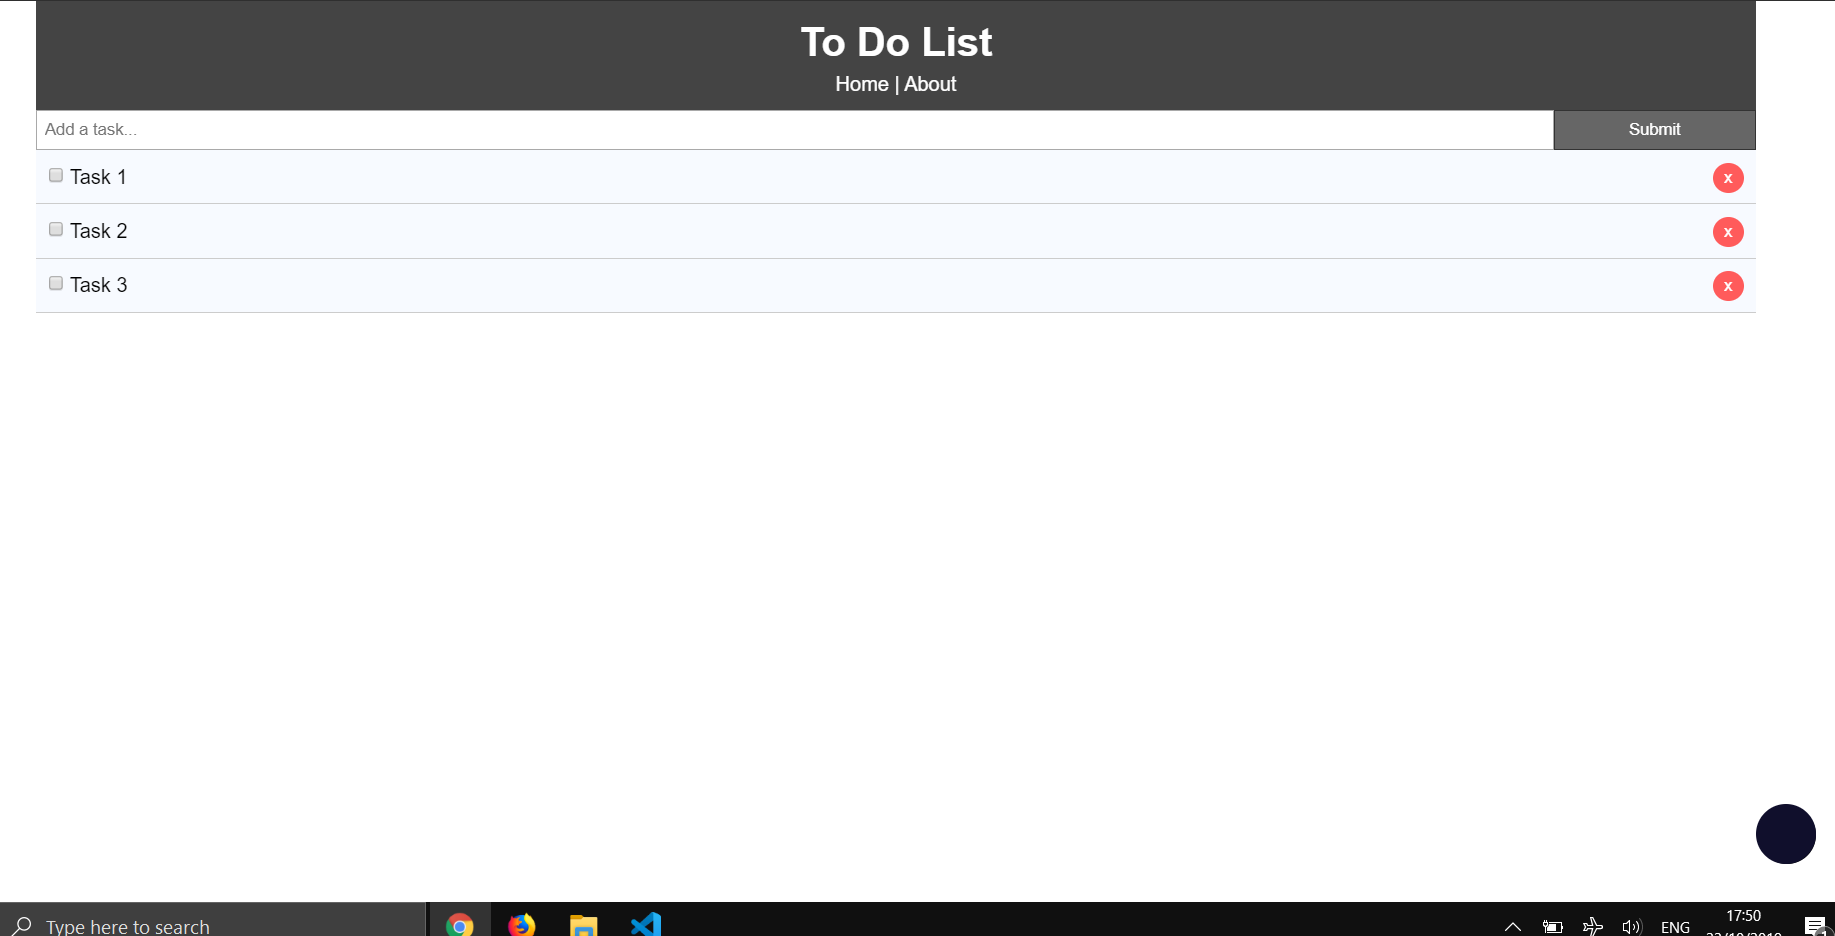 To Do List
Home | About
Add a task...
Submit
Task 1
x
Task 2
x
Task 3
x
Type here to search
ENG
17:50